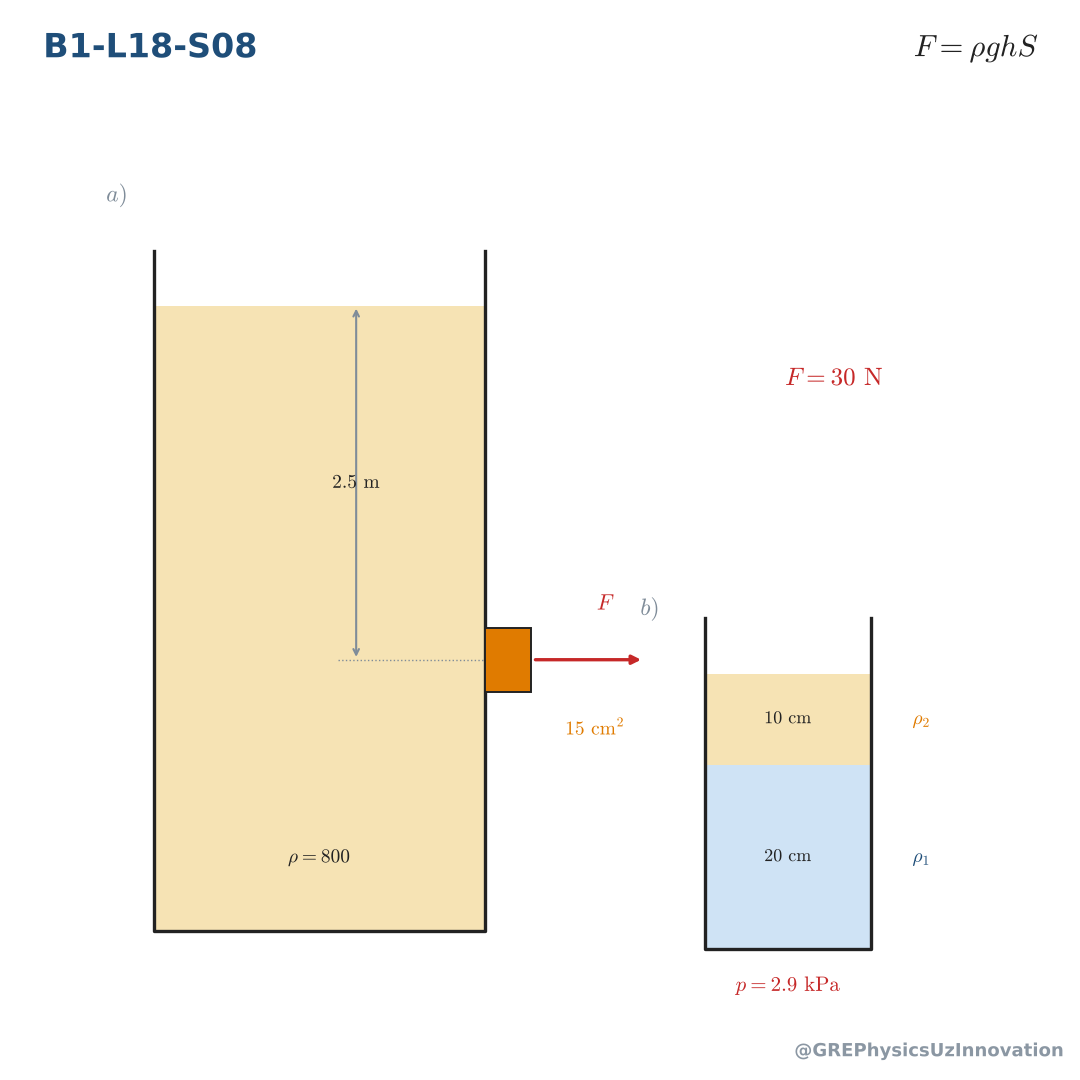 B1-L18-S08
F = ρghS
a)
F = 30 N
2.5 m
F
b)
15 cm²
10 cm
ρ₂
ρ = 800
20 cm
ρ₁
p = 2.9 kPa
@GREPhysicsUzInnovation